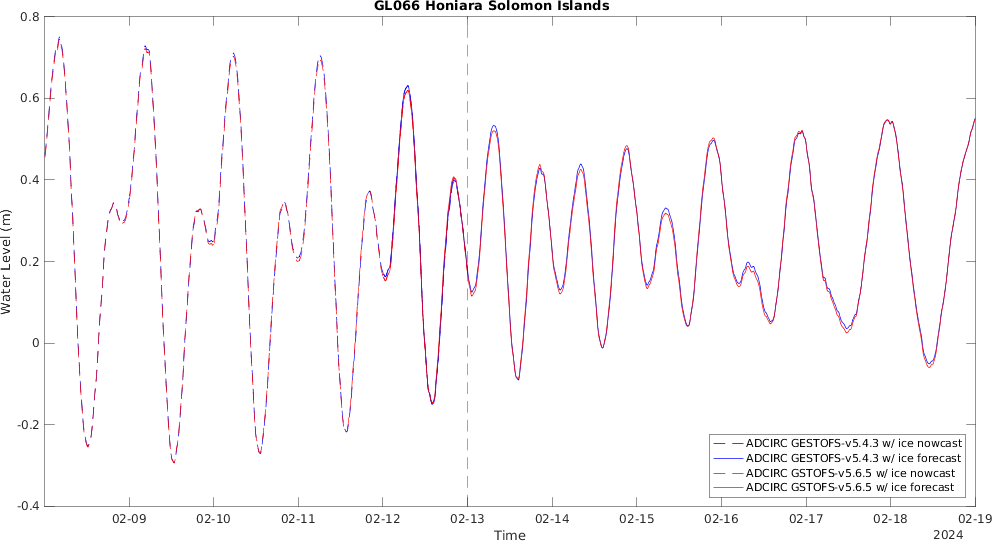 GL066 Honiara Solomon Islands
Water Level (m)
0.8
0.6
0.4
0.2
0
-0.2
-0.4
ADCIRC GESTOFS-v5.4.3 w/ ice nowcast
ADCIRC GESTOFS-v5.4.3 w/ ice forecast
ADCIRC GSTOFS-v5.6.5 w/ ice nowcast
ADCIRC GSTOFS-v5.6.5 w/ ice forecast
02-09 02-10 02-11 02-12 02-13 02-14 02-15 02-16 02-17 02-18 02-19
Time
2024